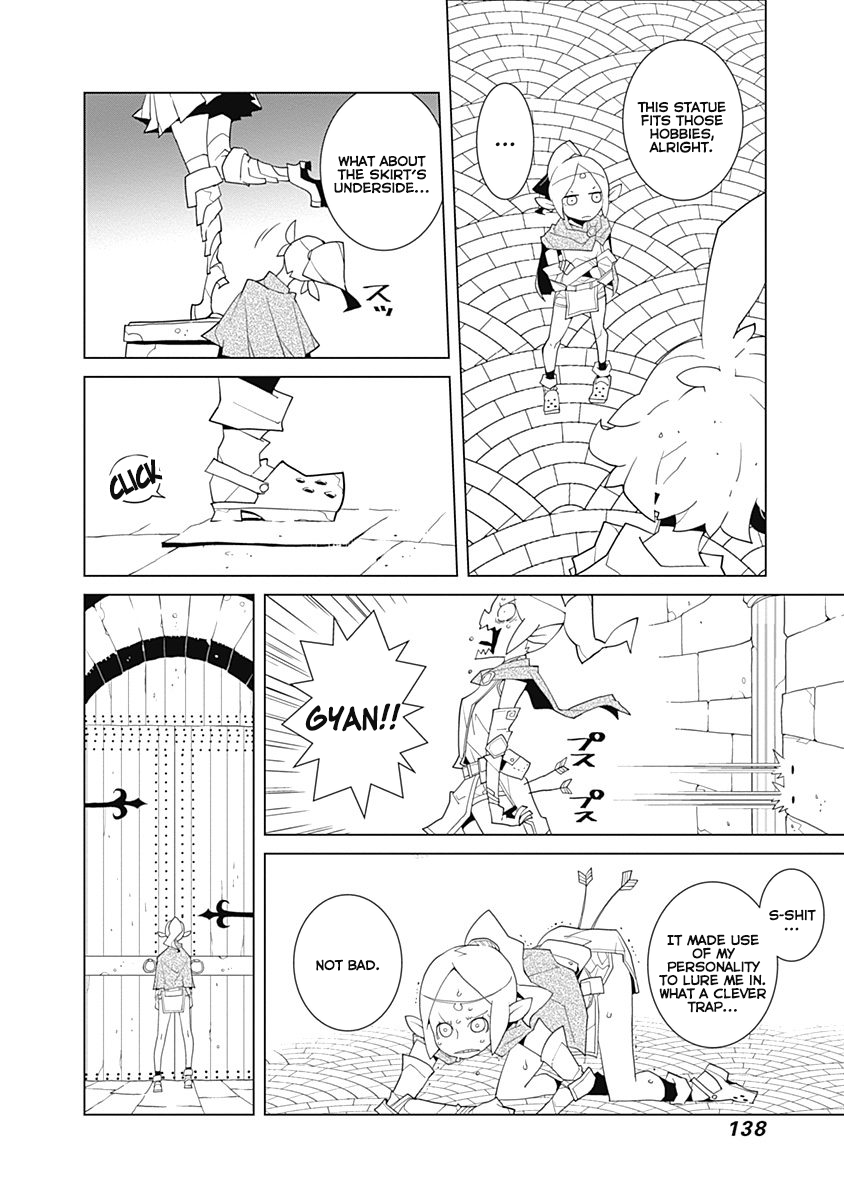 THIS STATUE
FITS THOSE
HOBBIES,
ALRIGHT.
...
WHAT ABOUT
THE SKIRT'S
UNDERSIDE...
スッ
CLICK
GYAN!!
プス
プス
S-SHIT
...
IT MADE USE
OF MY
PERSONALITY
TO LURE ME IN.
WHAT A CLEVER
TRAP...
NOT BAD.
138